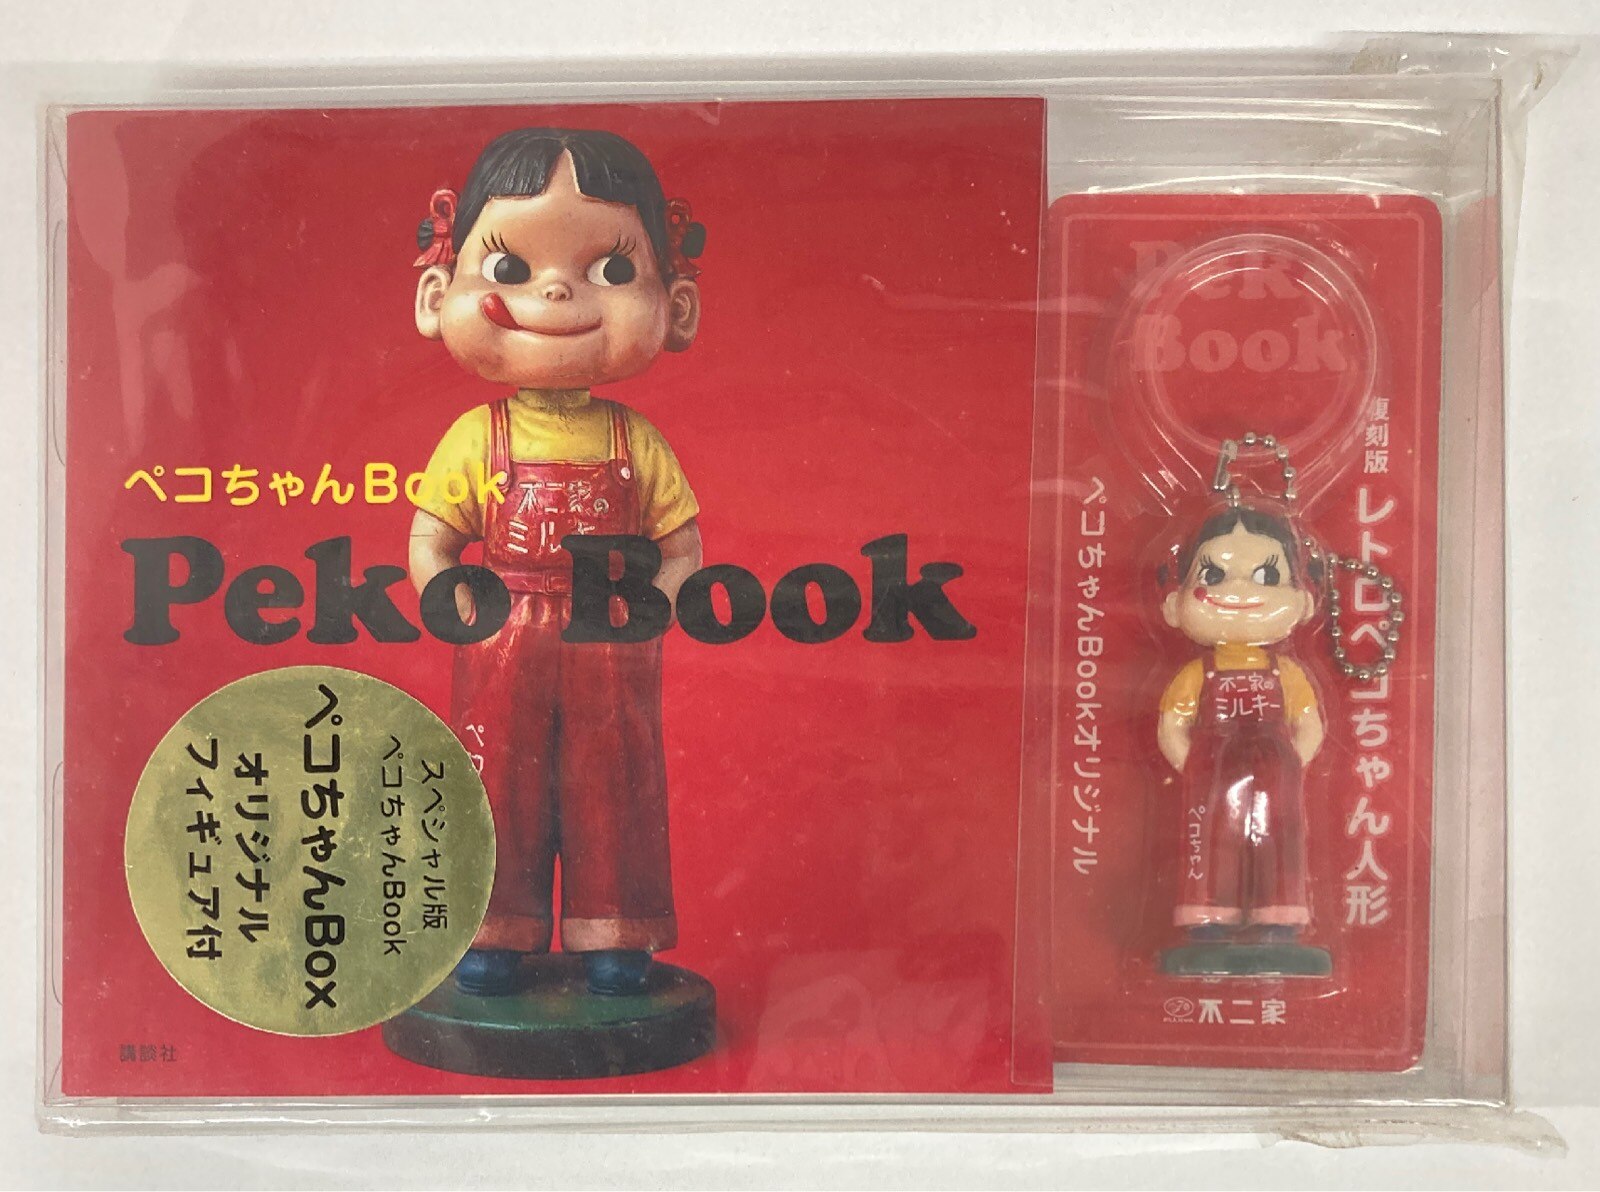 ペコちゃんBook
不二家の
ミルキー
Peko Book
スペシャル版
ペコちゃんBook
ペコちゃんBox
オリジナル
フィギュア付
講談社
Peko
Book
復刻版 レトロペコちゃん人形
ペコちゃんBookオリジナル
不二家の
ミルキー
ペコちゃん
不二家